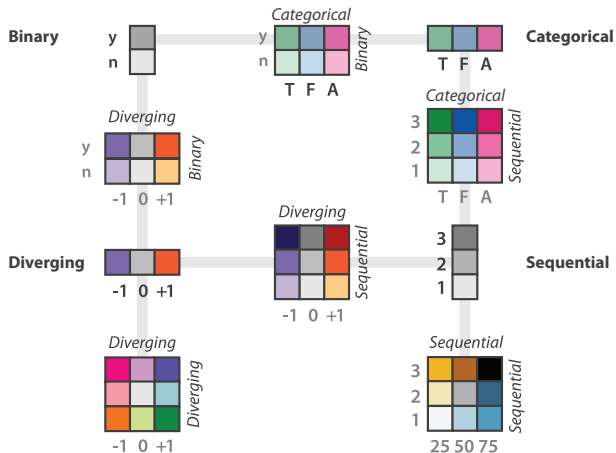 Binary
y
n
Categorical
y
n
Binary
T F A
Categorical
T F A
Diverging
y
n
Binary
-1 0 +1
Categorical
3
2
1
Sequential
T F A
Diverging
-1 0 +1
Diverging
Sequential
-1 0 +1
3
2
1
Sequential
Diverging
Diverging
-1 0 +1
Sequential
3
2
1
Sequential
25 50 75